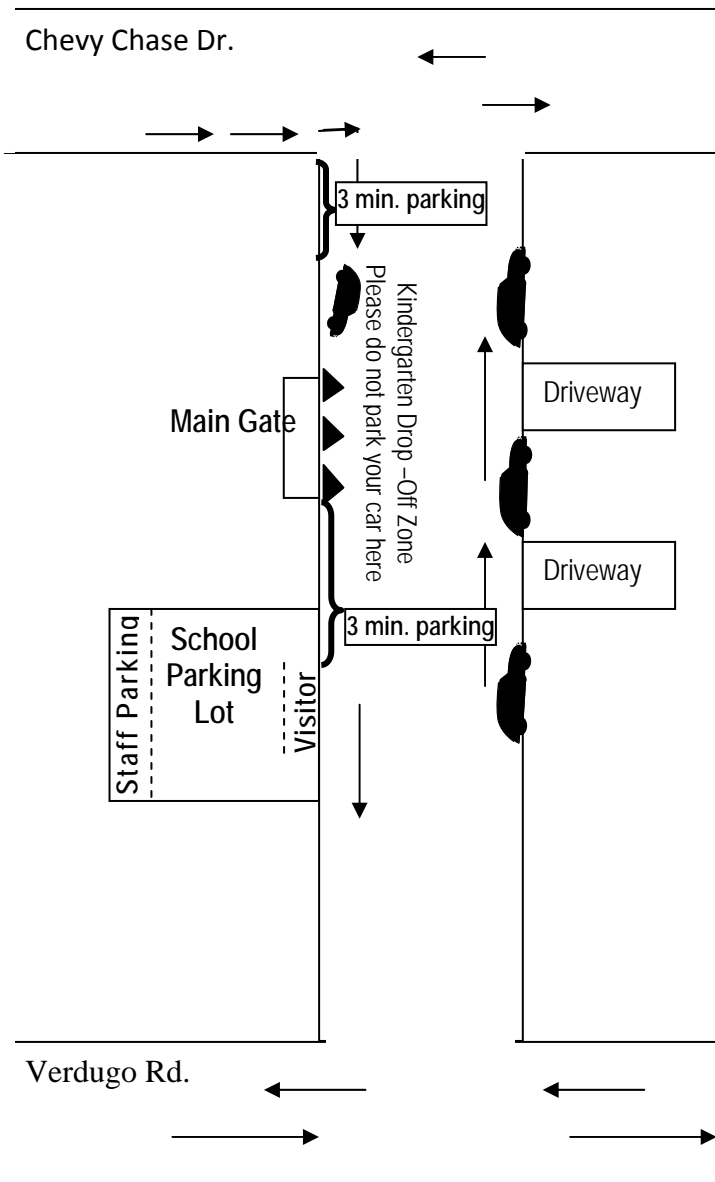 Chevy Chase Dr.
3 min. parking
Kindergarten Drop –Off Zone
Please do not park your car here
Driveway
Main Gate
Driveway
3 min. parking
Staff Parking
School
Parking
Lot
Visitor
Verdugo Rd.